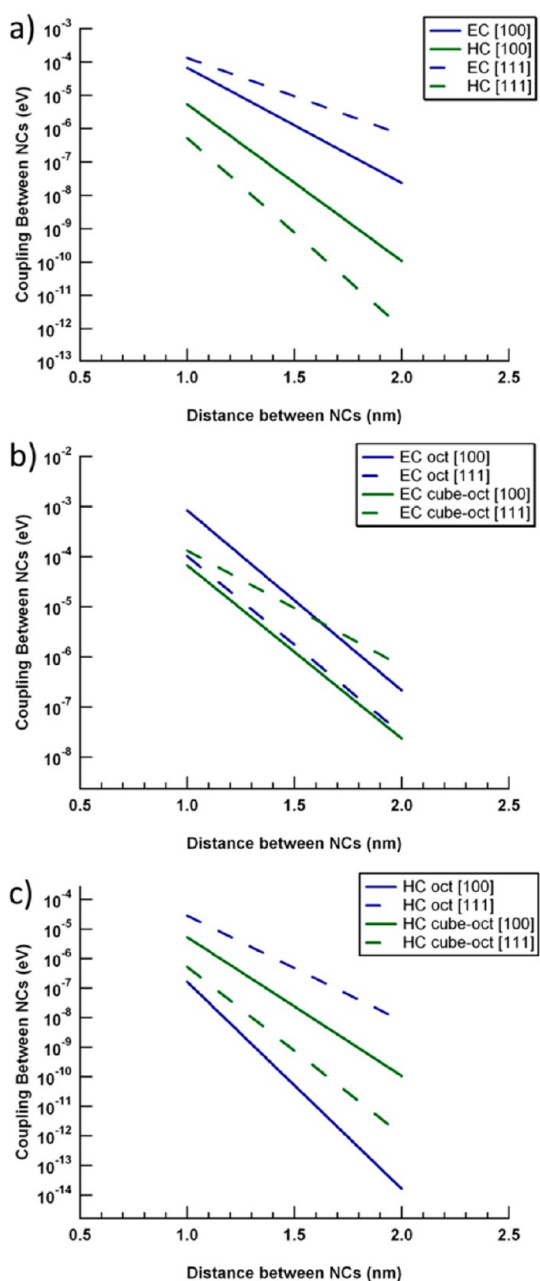 a)
Coupling Between NCs (eV)
10-3
10-4
10-5
10-6
10-7
10-8
10-9
10-10
10-11
10-12
10-13
EC [100]
HC [100]
EC [111]
HC [111]
0.5 1.0 1.5 2.0 2.5
Distance between NCs (nm)
b)
Coupling Between NCs (eV)
10-2
10-3
10-4
10-5
10-6
10-7
10-8
EC oct [100]
EC oct [111]
EC cube-oct [100]
EC cube-oct [111]
0.5 1.0 1.5 2.0 2.5
Distance between NCs (nm)
c)
Coupling Between NCs (eV)
10-4
10-5
10-6
10-7
10-8
10-9
10-10
10-11
10-12
10-13
10-14
HC oct [100]
HC oct [111]
HC cube-oct [100]
HC cube-oct [111]
0.5 1.0 1.5 2.0 2.5
Distance between NCs (nm)